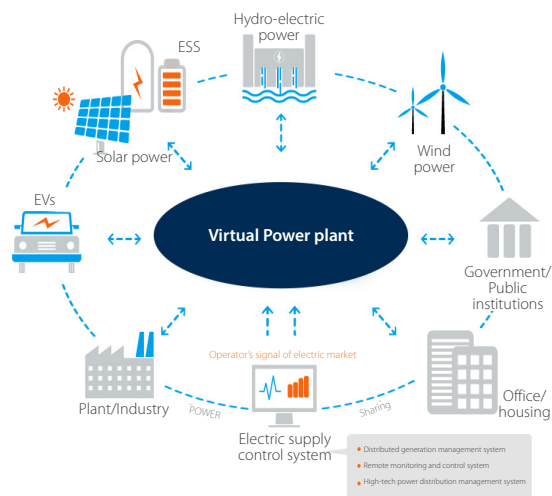 Hydro-electric
power
ESS
Solar power
Wind
power
EVs
Virtual Power plant
Government/
Public
institutions
Operator's signal of electric market
Plant/Industry
POWER
Sharing
Office/
housing
Electric supply
control system
Distributed generation management system
Remote monitoring and control system
High-tech power distribution management system